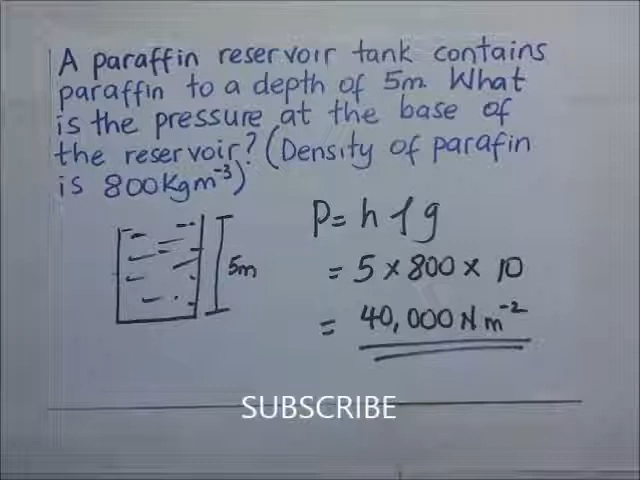 A paraffin reservoir tank contains
paraffin to a depth of 5m. What
is the pressure at the base of
the reservoir? (Density of parafin
is 800Kgm⁻³)
P= hρg
5m
= 5 × 800 × 10
= 40,000 N m⁻²
SUBSCRIBE